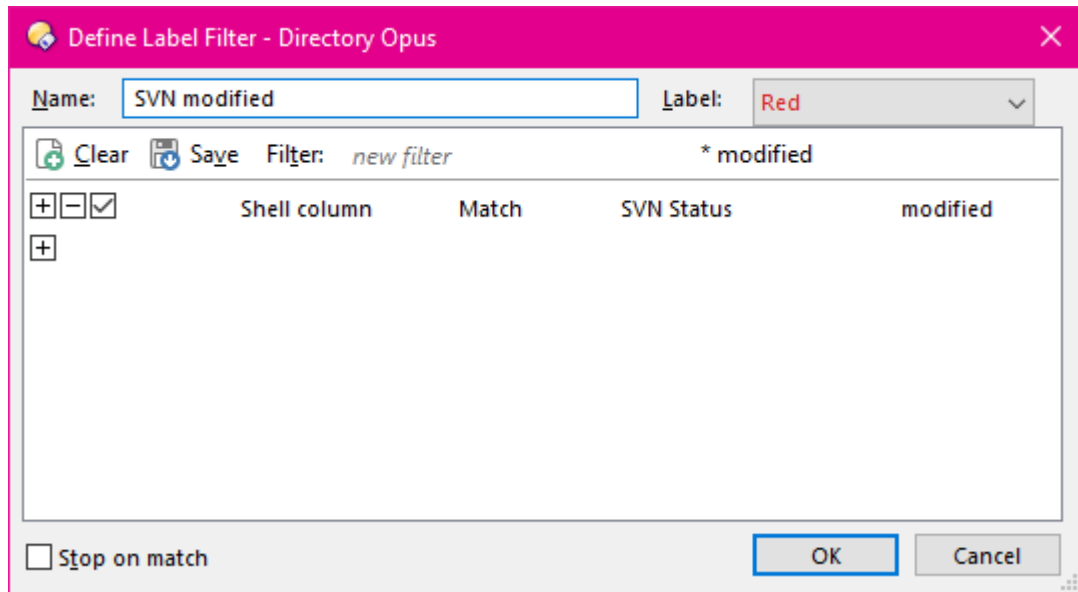 Define Label Filter - Directory Opus
Name: SVN modified Label: Red
Clear Save Filter: new filter * modified
Shell column Match SVN Status modified
Stop on match OK Cancel